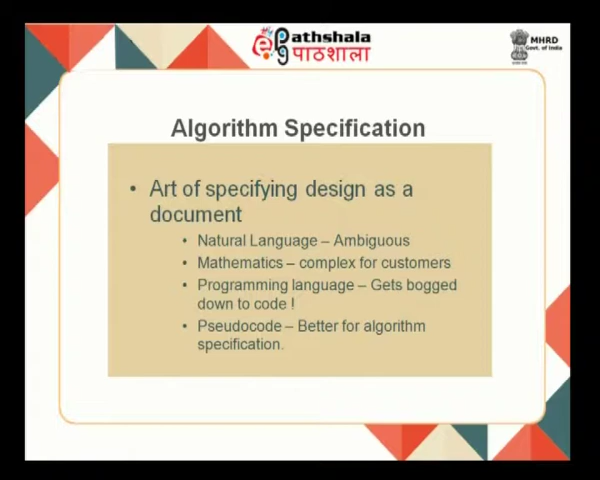 ePG Pathshala
पाठशाला
MHRD
Govt. of India
Algorithm Specification
• Art of specifying design as a
document
• Natural Language – Ambiguous
• Mathematics – complex for customers
• Programming language – Gets bogged
down to code !
• Pseudocode – Better for algorithm
specification.